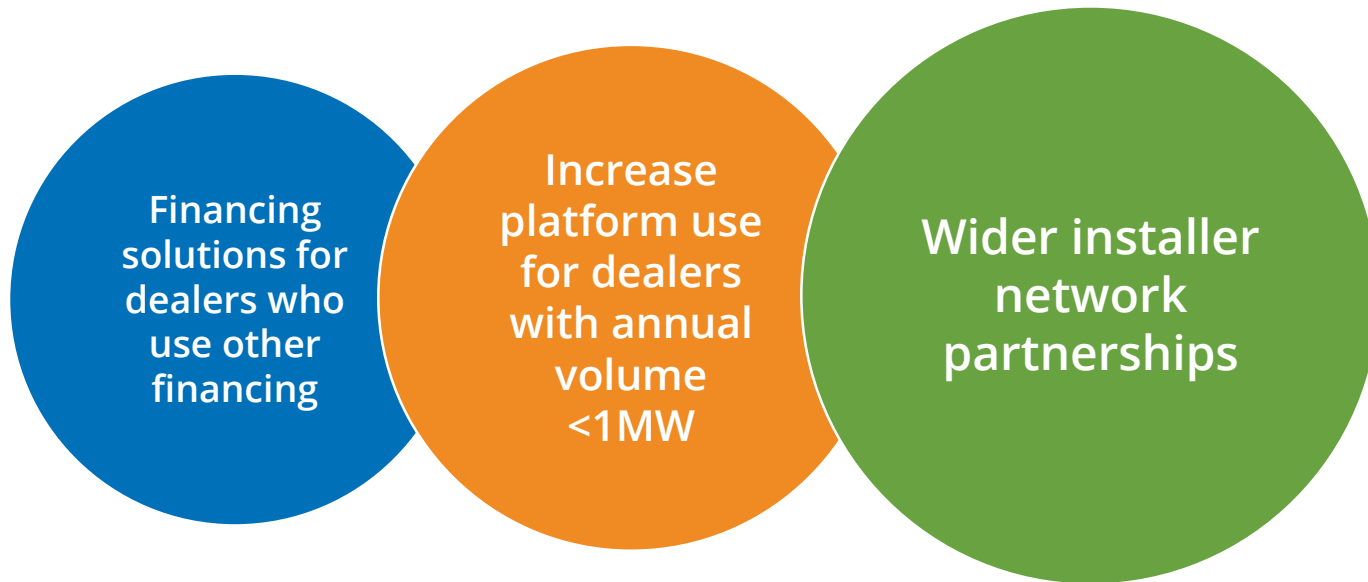 Financing
solutions for
dealers who
use other
financing
Increase
platform use
for dealers
with annual
volume
<1MW
Wider installer
network
partnerships